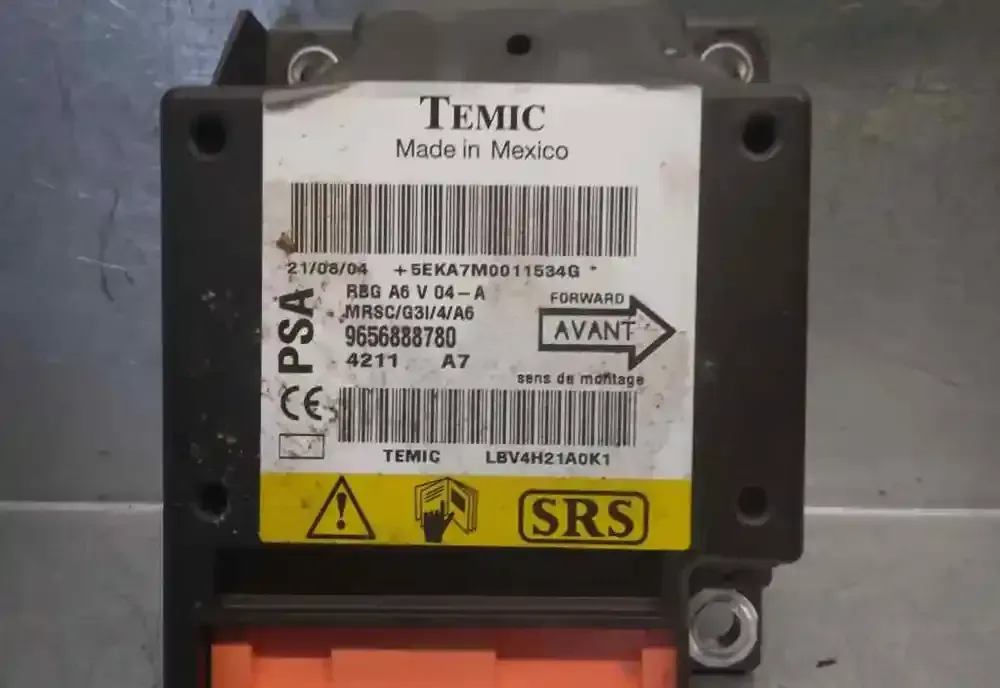 TEMIC
Made in Mexico
21/08/04 +5EKA7M0011534G *
RBG A6 V 04-A
MRSC/G3I/4/A6
9656888780
4211 A7
PSA
CE
FORWARD
AVANT
sens de montage
TEMIC LBV4H21A0K1
SRS